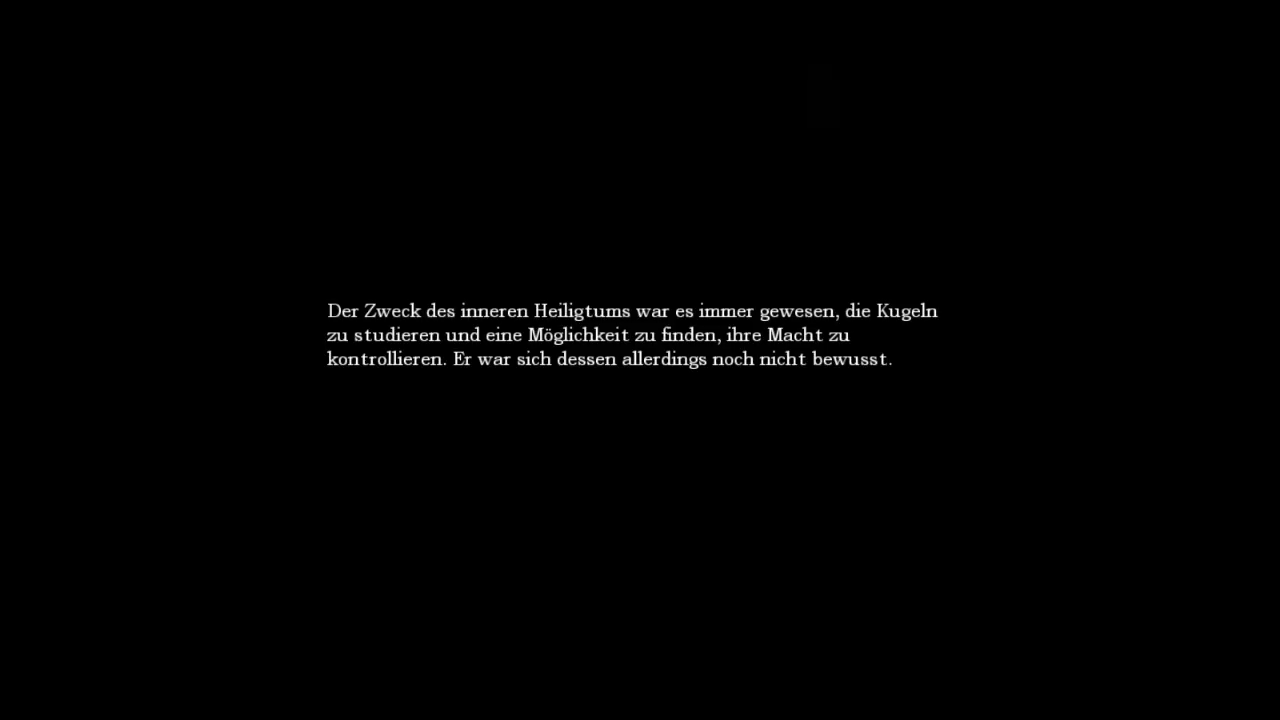 Der Zweck des inneren Heiligtums war es immer gewesen, die Kugeln
zu studieren und eine Möglichkeit zu finden, ihre Macht zu
kontrollieren. Er war sich dessen allerdings noch nicht bewusst.